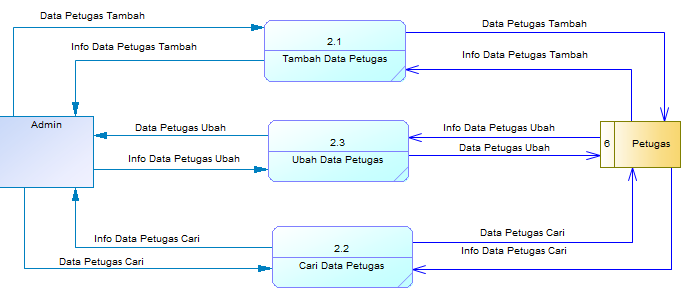 Data Petugas Tambah
Data Petugas Tambah
Info Data Petugas Tambah
2.1
Tambah Data Petugas
Info Data Petugas Tambah
Admin
Data Petugas Ubah
Info Data Petugas Ubah
2.3
Ubah Data Petugas
Info Data Petugas Ubah
Data Petugas Ubah
6
Petugas
Info Data Petugas Cari
Data Petugas Cari
2.2
Cari Data Petugas
Data Petugas Cari
Info Data Petugas Cari